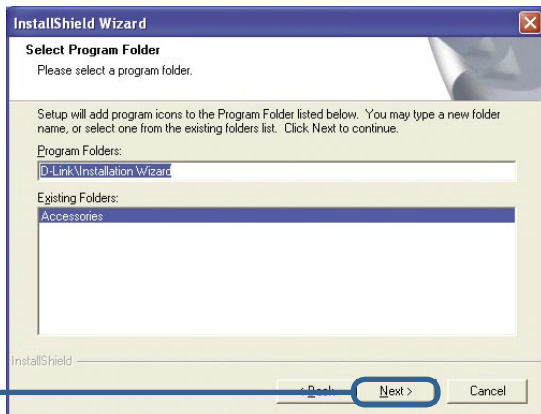 InstallShield Wizard
Select Program Folder
Please select a program folder.
Setup will add program icons to the Program Folder listed below. You may type a new folder
name, or select one from the existing folders list. Click Next to continue.
Program Folders:
D-Link\Installation Wizard
Existing Folders:
Accessories
InstallShield
< Back Next > Cancel